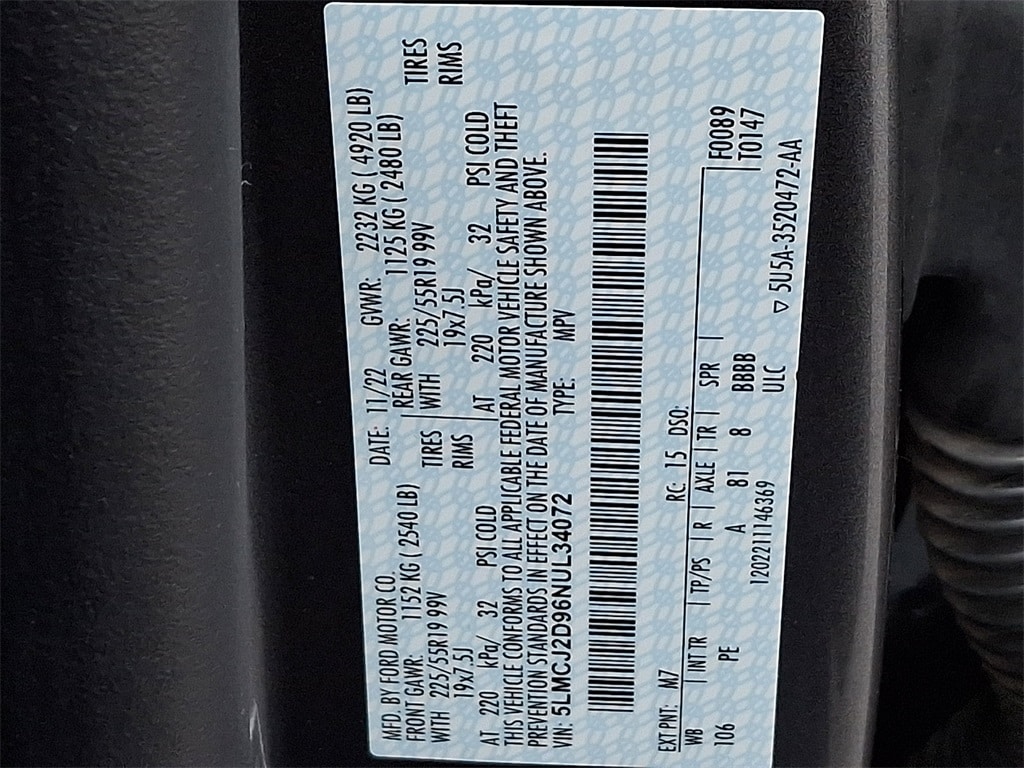 MFD. BY FORD MOTOR CO. DATE: 11/22 GVWR: 2232 KG ( 4920 LB)
FRONT GAWR: 1152 KG ( 2540 LB) REAR GAWR: 1125 KG ( 2480 LB)
WITH 225/55R19 99V TIRES WITH 225/55R19 99V TIRES
19x7.5J RIMS 19x7.5J RIMS
AT 220 kPa/ 32 PSI COLD AT 220 kPa/ 32 PSI COLD
THIS VEHICLE CONFORMS TO ALL APPLICABLE FEDERAL MOTOR VEHICLE SAFETY AND THEFT
PREVENTION STANDARDS IN EFFECT ON THE DATE OF MANUFACTURE SHOWN ABOVE.
VIN: 5LMCJ2D96NUL34072 TYPE: MPV
EXT PNT: M7 RC: 15 DSO:
WB | INT TR | TP/PS | R | AXLE | TR | SPR | F0089
106 PE A 81 8 BBBB T0147
120221114 6369 ULC ▽ 5U5A-3520472-AA